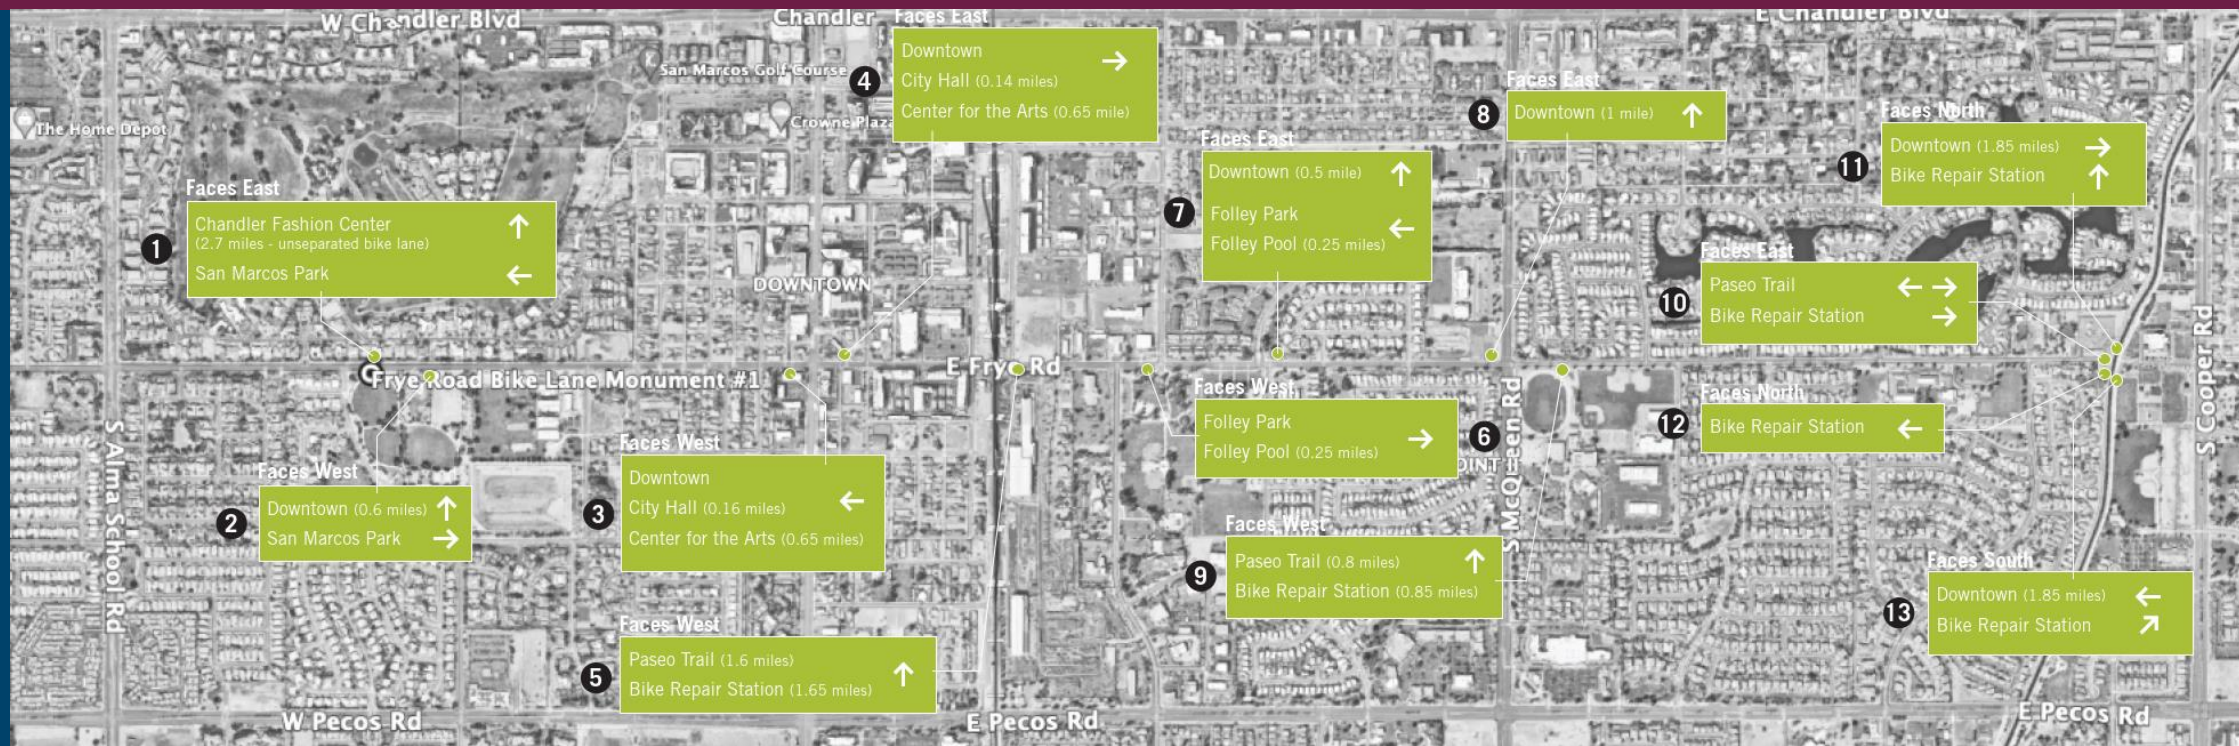 W Chandler Blvd
Chandler
E Chandler Blvd
San Marcos Golf Course
The Home Depot
Crowne Plaza
DOWNTOWN
Frye Road Bike Lane Monument #1
E Frye Rd
S Alma School Rd
S McQueen Rd
S Cooper Rd
W Pecos Rd
E Pecos Rd
E Pecos Rd
POINT
1
Faces East
Chandler Fashion Center ↑
(2.7 miles - unseparated bike lane)
San Marcos Park ←
2
Faces West
Downtown (0.6 miles) ↑
San Marcos Park →
3
Faces West
Downtown
City Hall (0.16 miles) ←
Center for the Arts (0.65 miles)
4
Faces East
Downtown →
City Hall (0.14 miles)
Center for the Arts (0.65 mile)
5
Faces West
Paseo Trail (1.6 miles) ↑
Bike Repair Station (1.65 miles)
6
Faces West
Folley Park →
Folley Pool (0.25 miles)
7
Faces East
Downtown (0.5 mile) ↑
Folley Park ←
Folley Pool (0.25 miles)
8
Faces East
Downtown (1 mile) ↑
9
Faces West
Paseo Trail (0.8 miles) ↑
Bike Repair Station (0.85 miles)
10
Faces East
Paseo Trail ← →
Bike Repair Station →
11
Faces North
Downtown (1.85 miles) →
Bike Repair Station ↑
12
Faces North
Bike Repair Station ←
13
Faces South
Downtown (1.85 miles) ←
Bike Repair Station ↗